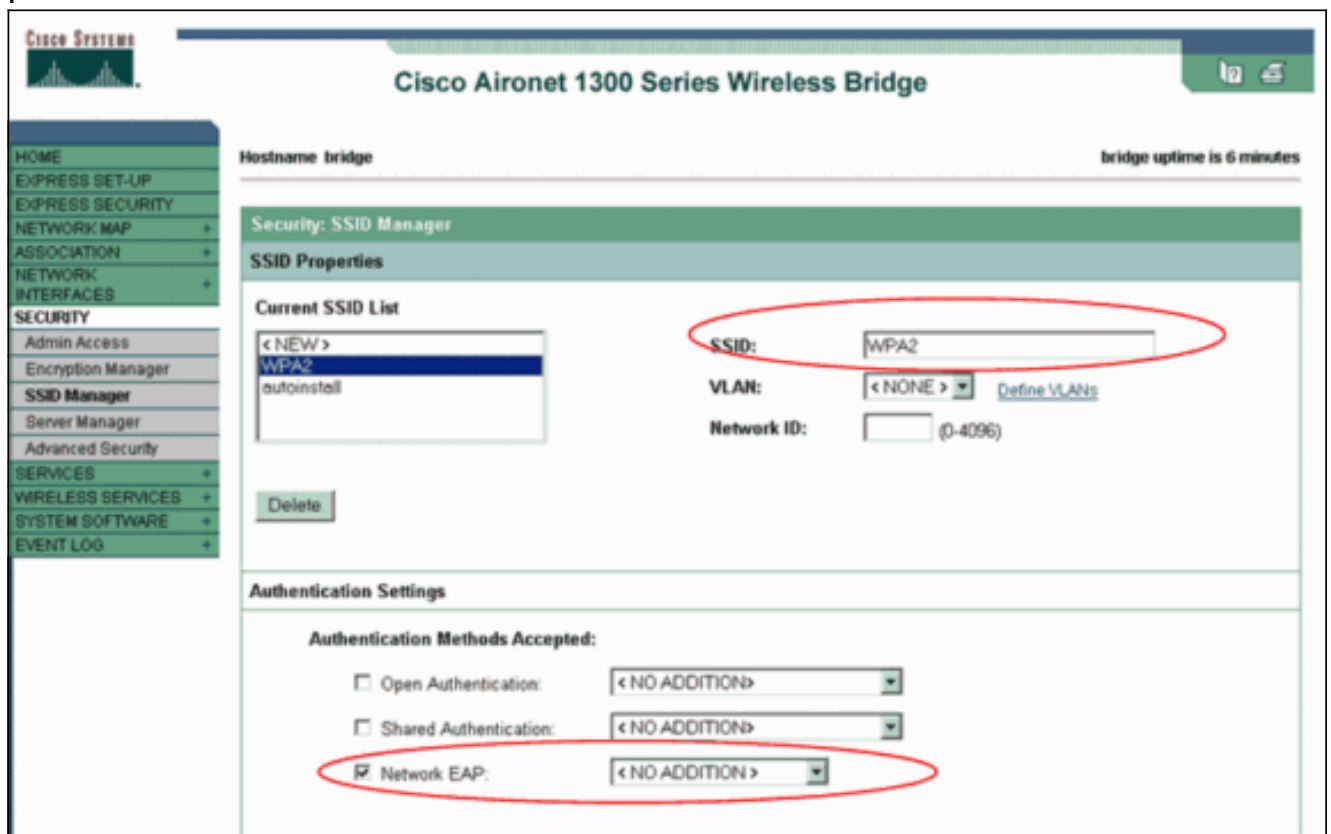 CISCO SYSTEMS
Cisco Aironet 1300 Series Wireless Bridge
HOME
EXPRESS SET-UP
EXPRESS SECURITY
NETWORK MAP +
ASSOCIATION +
NETWORK INTERFACES +
SECURITY
Admin Access
Encryption Manager
SSID Manager
Server Manager
Advanced Security
SERVICES +
WIRELESS SERVICES +
SYSTEM SOFTWARE +
EVENT LOG +
Hostname bridge
bridge uptime is 6 minutes
Security: SSID Manager
SSID Properties
Current SSID List
< NEW >
WPA2
autoinstall
SSID: WPA2
VLAN: < NONE > Define VLANs
Network ID: (0-4096)
Delete
Authentication Settings
Authentication Methods Accepted:
Open Authentication: < NO ADDITION>
Shared Authentication: < NO ADDITION>
Network EAP: < NO ADDITION >